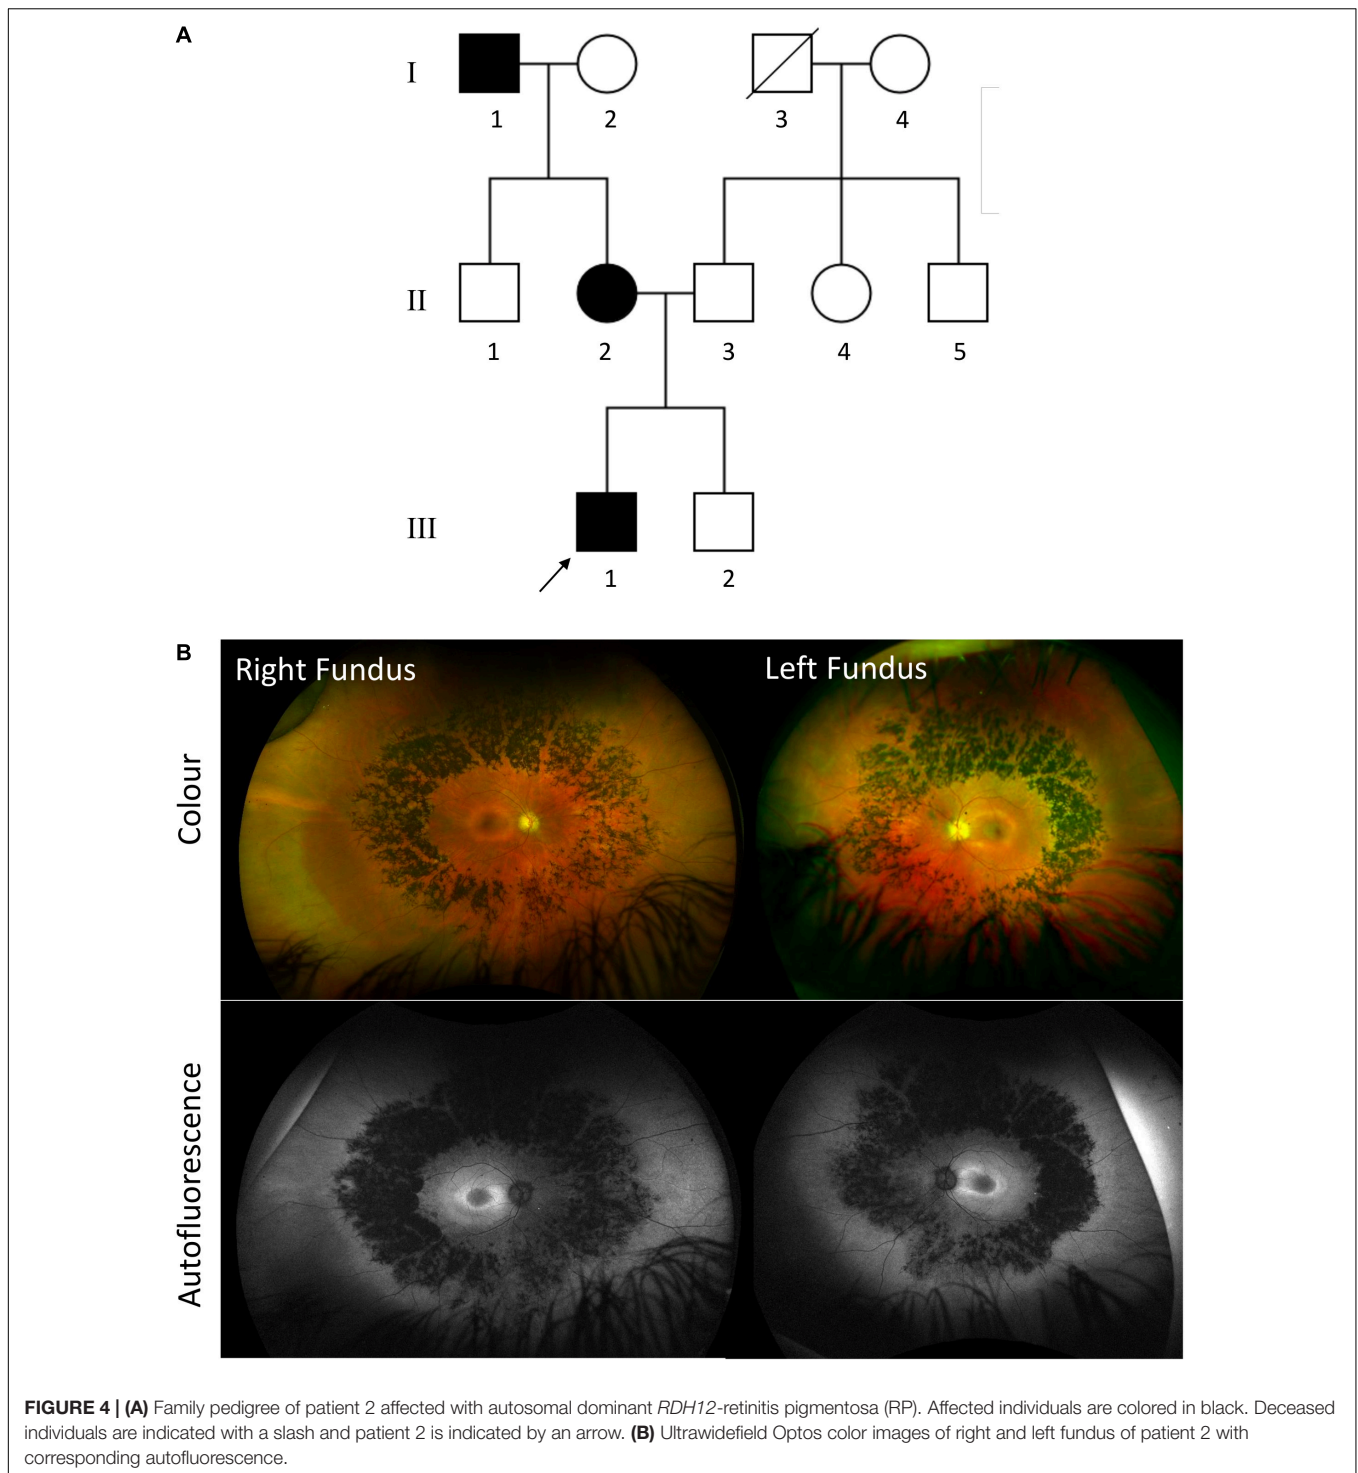 A
I
1 2 3 4
II
1 2 3 4 5
III
1 2
B
Right Fundus Left Fundus
Colour
Autofluorescence
FIGURE 4 | (A) Family pedigree of patient 2 affected with autosomal dominant RDH12-retinitis pigmentosa (RP). Affected individuals are colored in black. Deceased
individuals are indicated with a slash and patient 2 is indicated by an arrow. (B) Ultrawidefield Optos color images of right and left fundus of patient 2 with
corresponding autofluorescence.